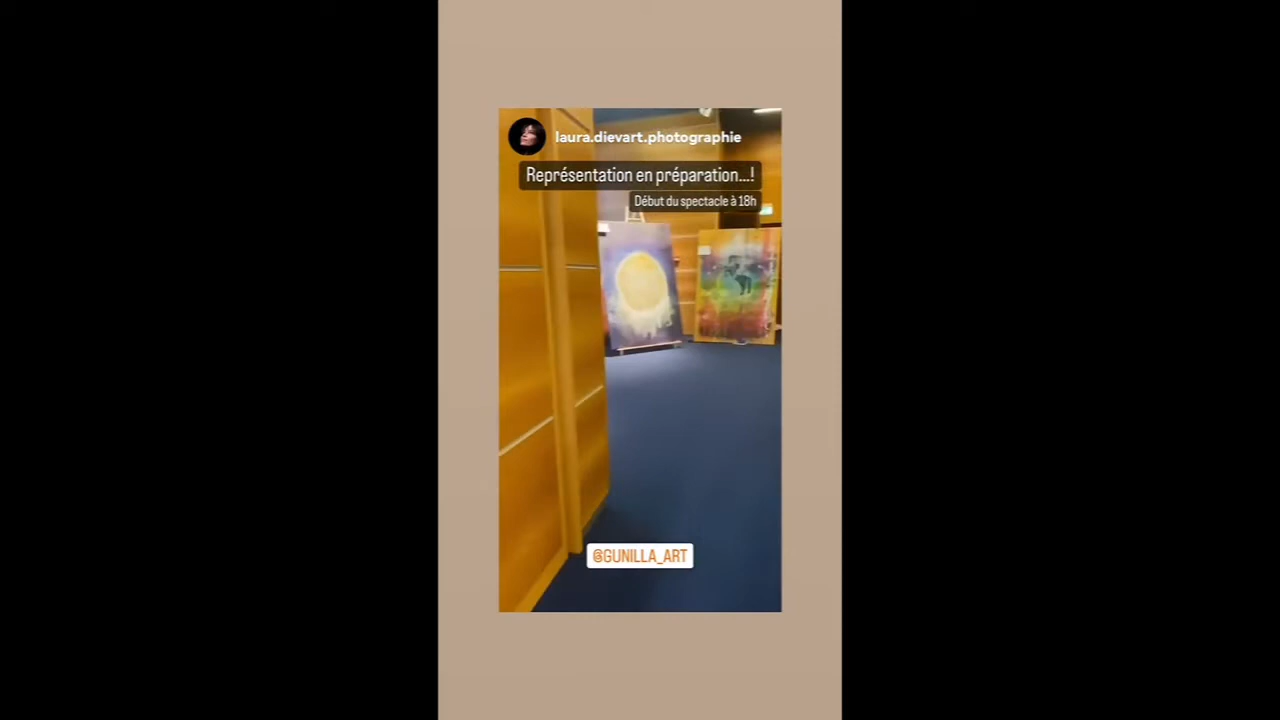 laura.dievart.photographie
Représentation en préparation...!
Début du spectacle à 18h
@GUNILLA_ART